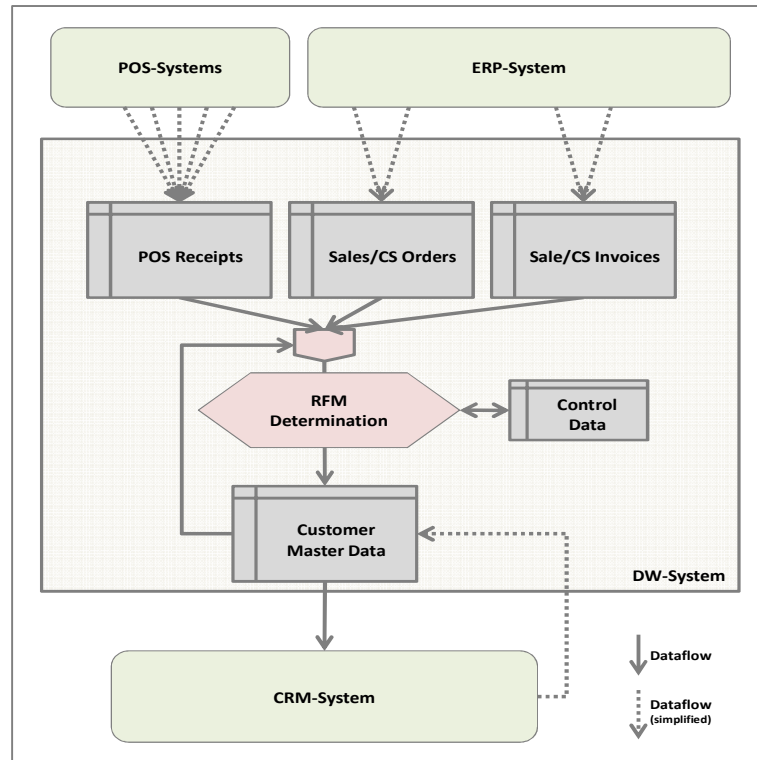 POS-Systems
ERP-System
POS Receipts
Sales/CS Orders
Sale/CS Invoices
RFM
Determination
Control
Data
Customer
Master Data
DW-System
CRM-System
Dataflow
Dataflow
(simplified)